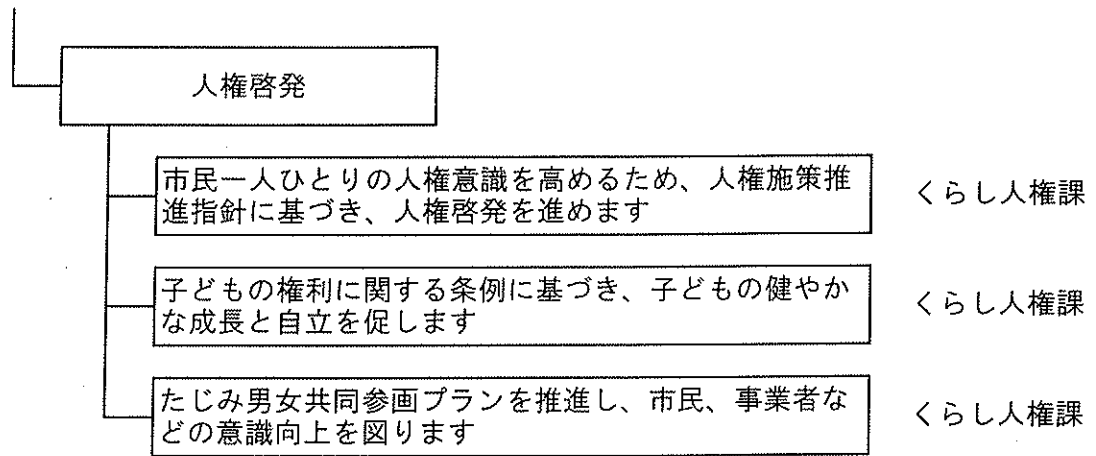 人権啓発
市民一人ひとりの人権意識を高めるため、人権施策推
進指針に基づき、人権啓発を進めます
くらし人権課
子どもの権利に関する条例に基づき、子どもの健やか
な成長と自立を促します
くらし人権課
たじみ男女共同参画プランを推進し、市民、事業者な
どの意識向上を図ります
くらし人権課